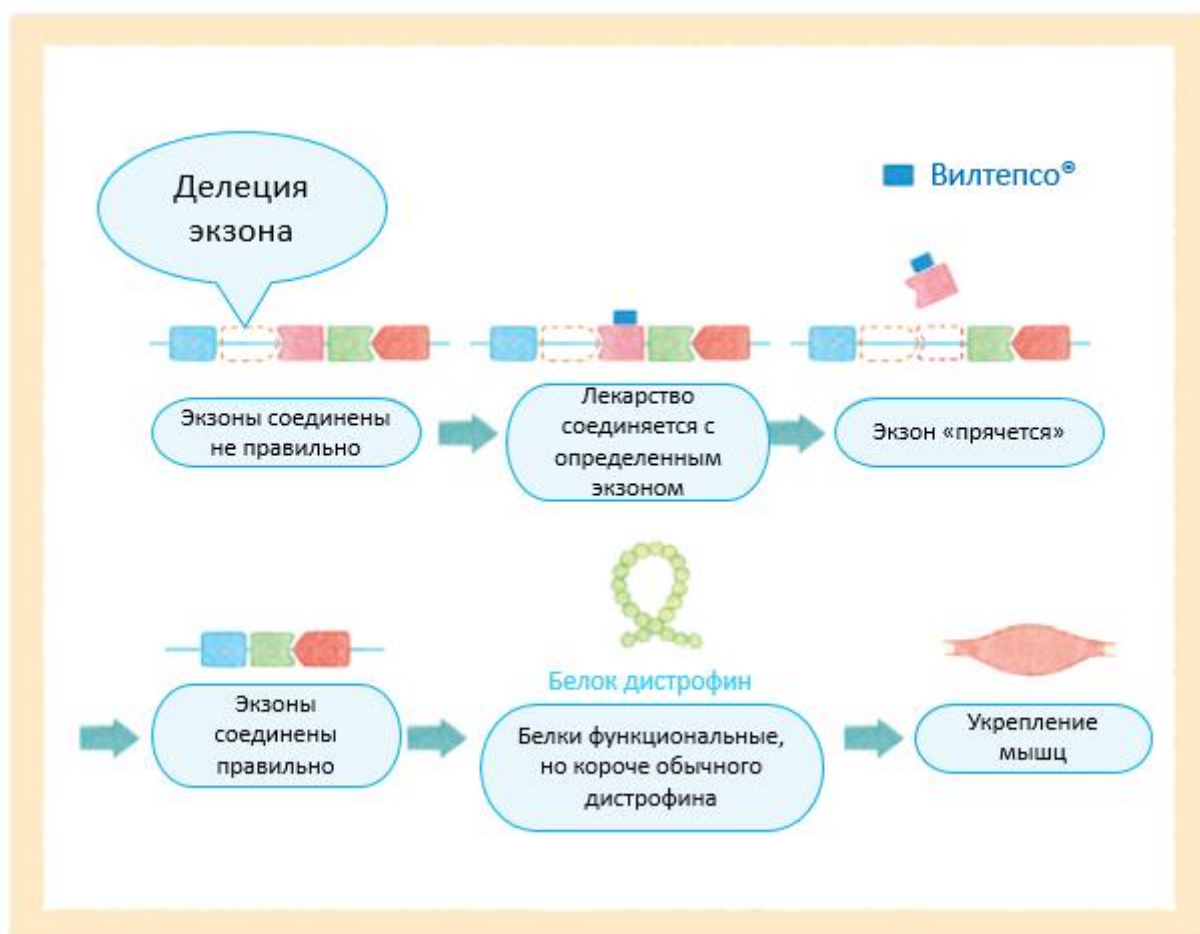 Делеция
экзона
Вилтепсо®
Экзоны соединены
не правильно
Лекарство
соединяется с
определенным
экзоном
Экзон «прячется»
Экзоны
соединены
правильно
Белок дистрофин
Белки функциональные,
но короче обычного
дистрофина
Укрепление
мышц